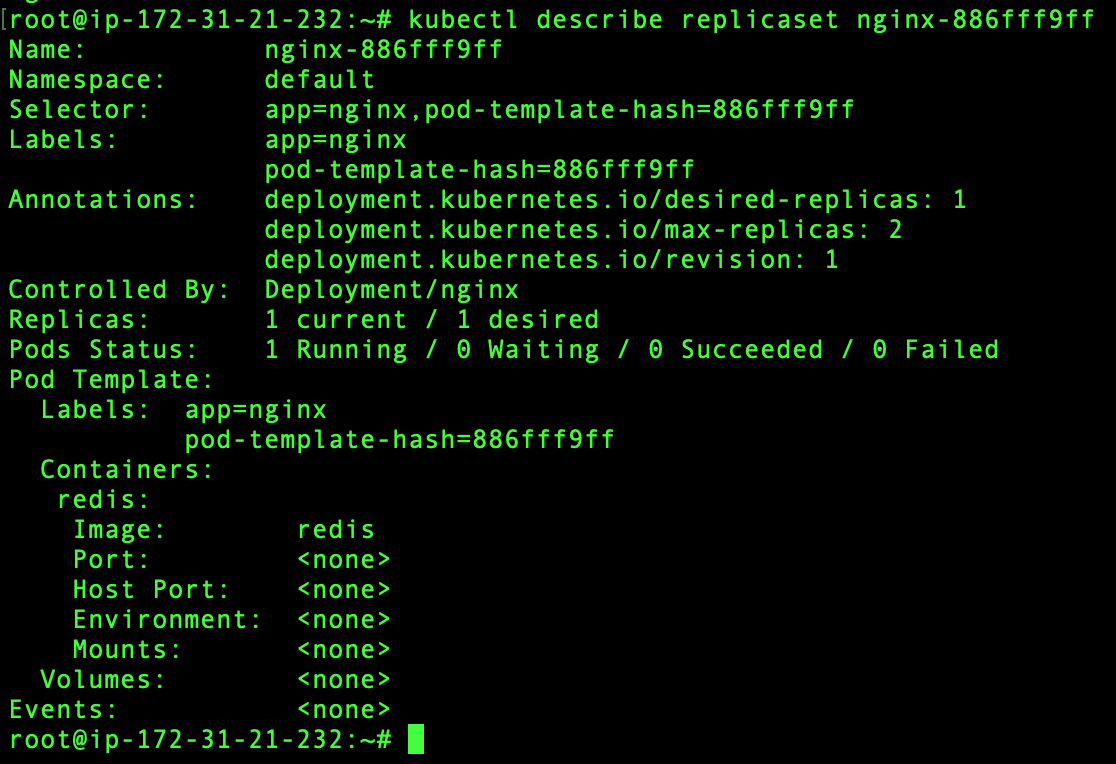 root@ip-172-31-21-232:~# kubectl describe replicaset nginx-886fff9ff
Name:           nginx-886fff9ff
Namespace:      default
Selector:       app=nginx,pod-template-hash=886fff9ff
Labels:         app=nginx
                pod-template-hash=886fff9ff
Annotations:    deployment.kubernetes.io/desired-replicas: 1
                deployment.kubernetes.io/max-replicas: 2
                deployment.kubernetes.io/revision: 1
Controlled By:  Deployment/nginx
Replicas:       1 current / 1 desired
Pods Status:    1 Running / 0 Waiting / 0 Succeeded / 0 Failed
Pod Template:
  Labels:  app=nginx
           pod-template-hash=886fff9ff
  Containers:
   redis:
    Image:        redis
    Port:         <none>
    Host Port:    <none>
    Environment:  <none>
    Mounts:       <none>
  Volumes:        <none>
Events:           <none>
root@ip-172-31-21-232:~#